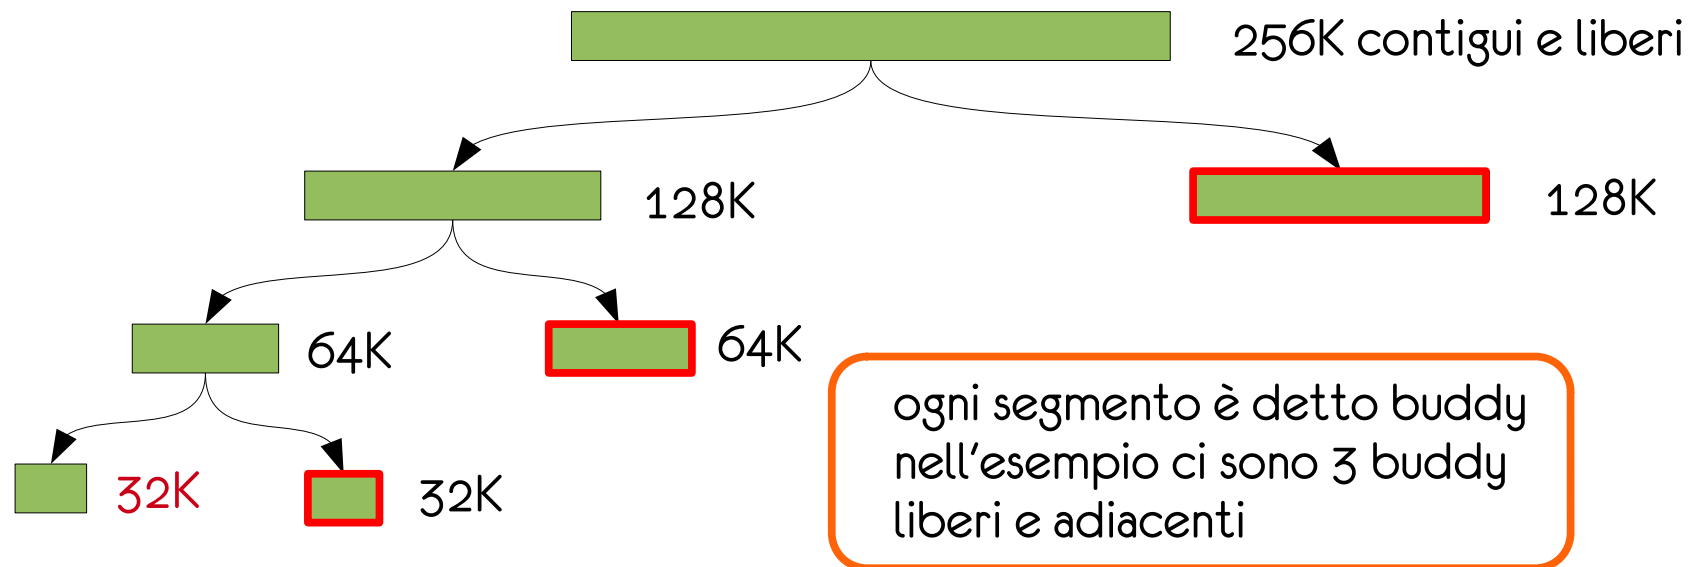 256K contigui e liberi
128K
128K
64K
64K
32K
32K
ogni segmento è detto buddy
nell'esempio ci sono 3 buddy
liberi e adiacenti